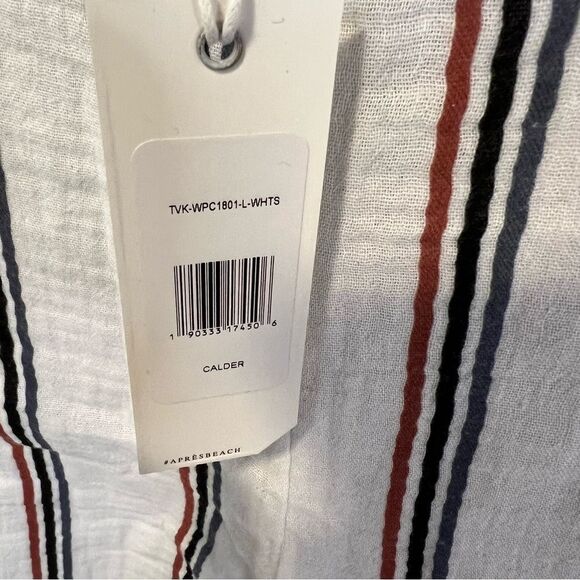 TVK-WPC1801-L-WHTS
1 90333 17450 6
CALDER
#APRÈSBEACH